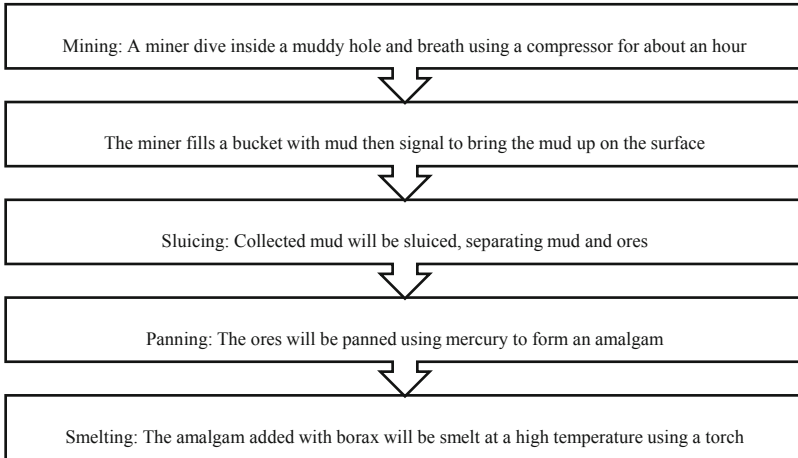 Mining: A miner dive inside a muddy hole and breath using a compressor for about an hour
The miner fills a bucket with mud then signal to bring the mud up on the surface
Sluicing: Collected mud will be sluiced, separating mud and ores
Panning: The ores will be panned using mercury to form an amalgam
Smelting: The amalgam added with borax will be smelt at a high temperature using a torch